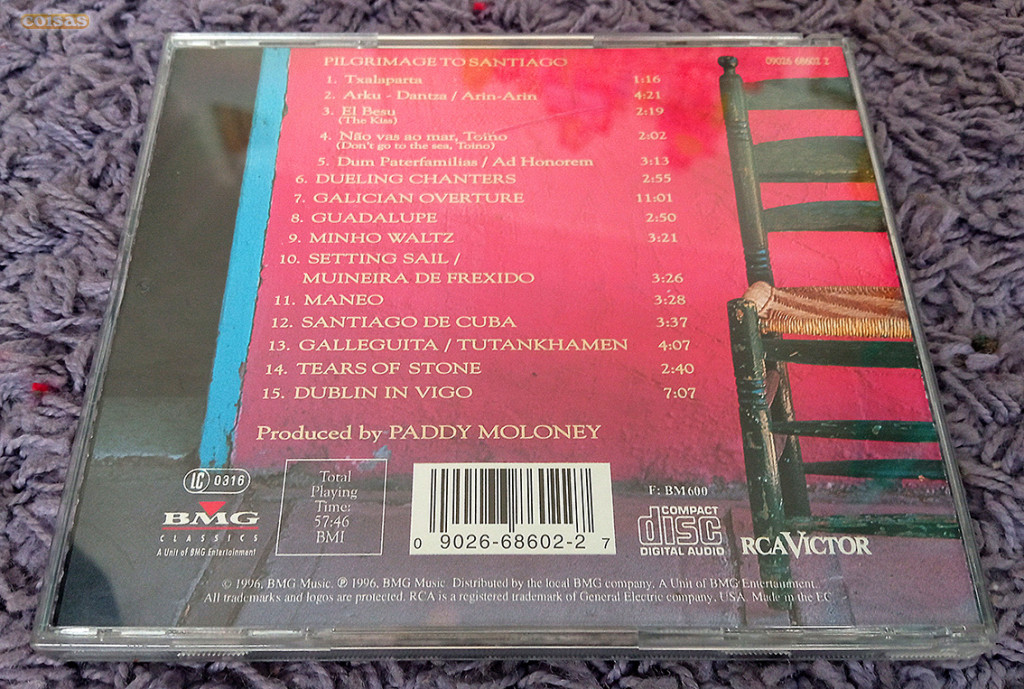 coisas
PILGRIMAGE TO SANTIAGO
09026 68602 2
1. Txalaparta 1:16
2. Arku - Dantza / Arin-Arin 4:21
3. El Besu 2:19
(The Kiss)
4. Não vas ao mar, Toino 2:02
(Don't go to the sea, Toino)
5. Dum Paterfamilias / Ad Honorem 3:13
6. DUELING CHANTERS 2:55
7. GALICIAN OVERTURE 11:01
8. GUADALUPE 2:50
9. MINHO WALTZ 3:21
10. SETTING SAIL /
MUINEIRA DE FREXIDO 3:26
11. MANEO 3:28
12. SANTIAGO DE CUBA 3:37
13. GALLEGUITA / TUTANKHAMEN 4:07
14. TEARS OF STONE 2:40
15. DUBLIN IN VIGO 7:07
Produced by PADDY MOLONEY
LC 0316
BMG
CLASSICS
A Unit of BMG Entertainment
Total
Playing
Time:
57:46
BMI
0 9026-68602-2 7
F: BM600
COMPACT
disc
DIGITAL AUDIO
RCA VICTOR
© 1996, BMG Music. ℗ 1996, BMG Music. Distributed by the local BMG company. A Unit of BMG Entertainment.
All trademarks and logos are protected. RCA is a registered trademark of General Electric company, USA. Made in the EC